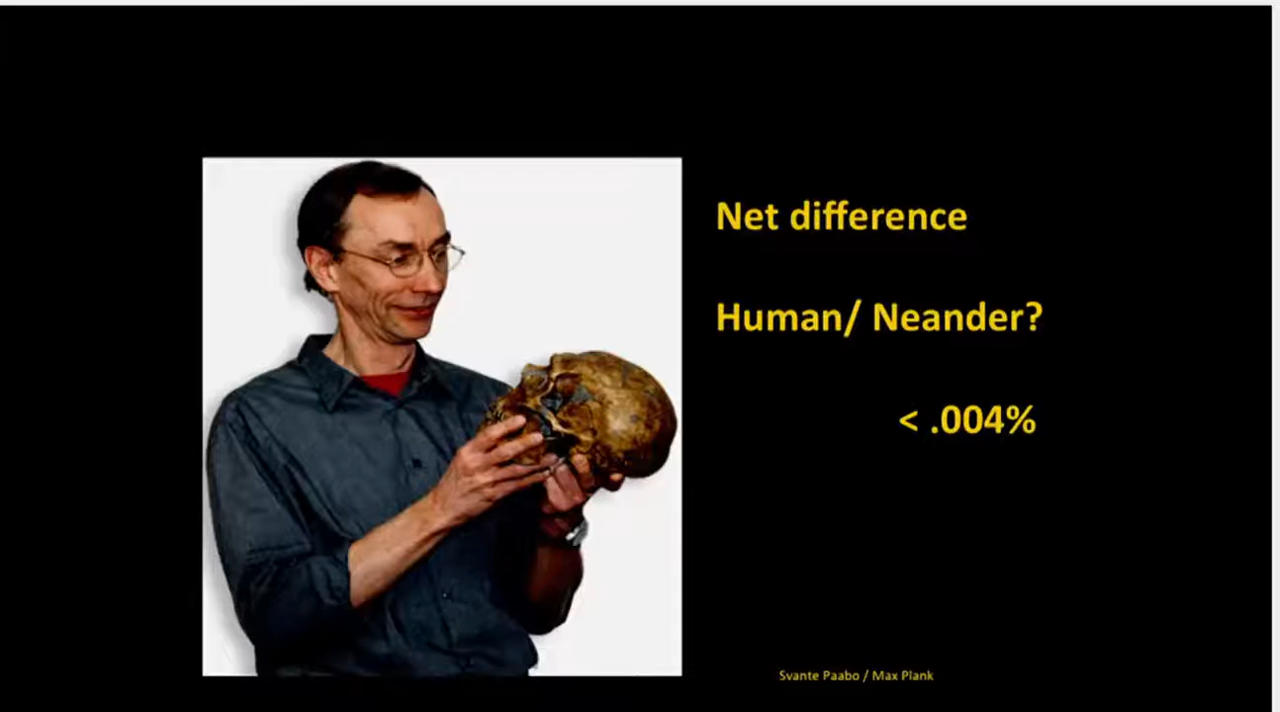 Net difference
Human/ Neander?
< .004%
Svante Paabo / Max Plank